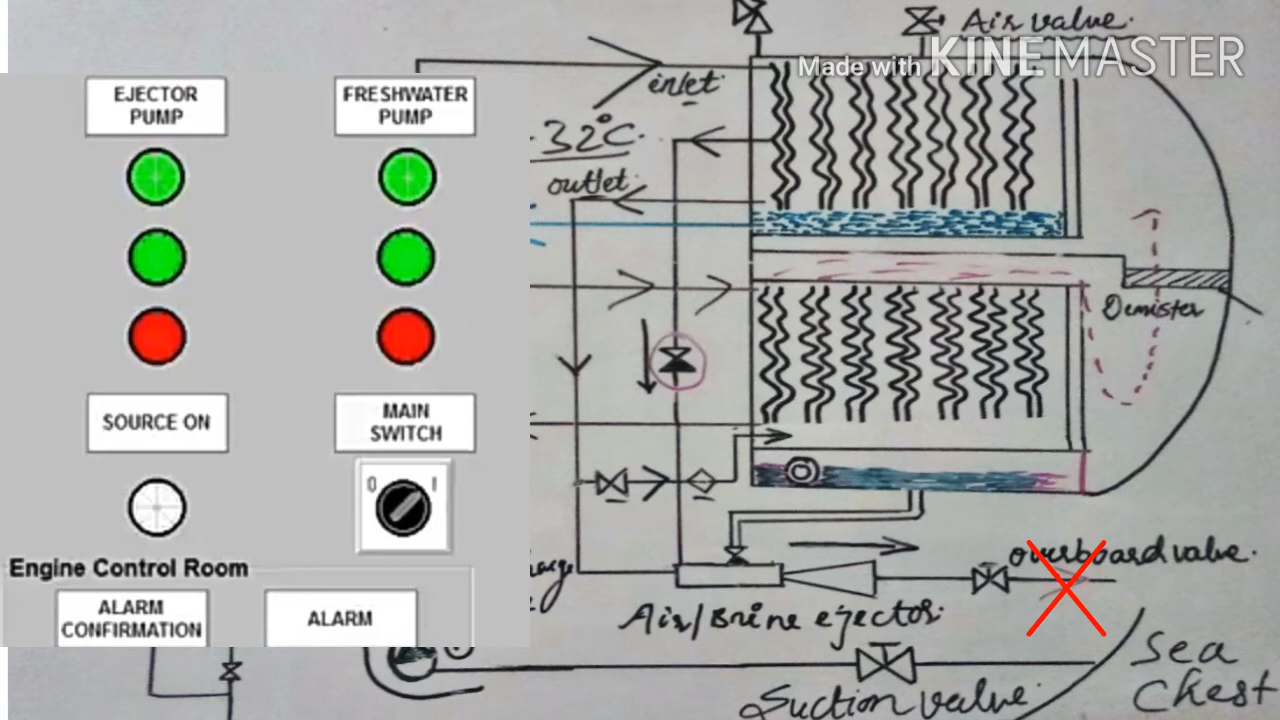 Air valve.
Made with KINEMASTER
inlet
EJECTOR
PUMP
FRESHWATER
PUMP
32°C.
outlet
Demister
SOURCE ON
MAIN
SWITCH
0 I
overboard valve.
Engine Control Room
ALARM
CONFIRMATION
ALARM
Air/Brine ejector.
Sea
Chest
Suction valve.